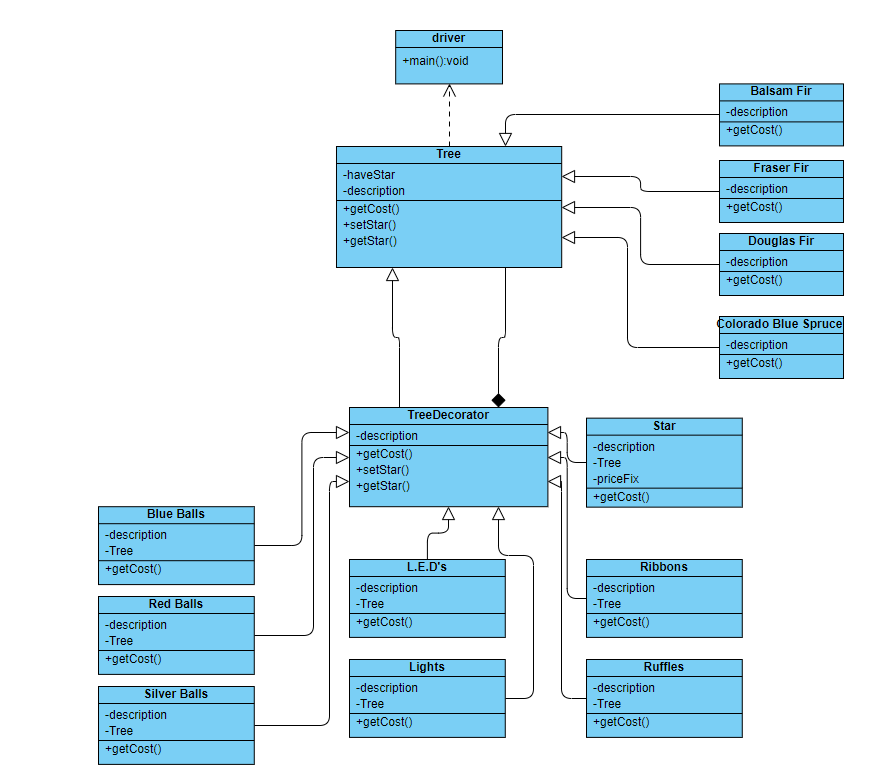 driver
+main():void
Balsam Fir
-description
+getCost()
Tree
-haveStar
-description
+getCost()
+setStar()
+getStar()
Fraser Fir
-description
+getCost()
Douglas Fir
-description
+getCost()
Colorado Blue Spruce
-description
+getCost()
TreeDecorator
-description
+getCost()
+setStar()
+getStar()
Star
-description
-Tree
-priceFix
+getCost()
Blue Balls
-description
-Tree
+getCost()
L.E.D's
-description
-Tree
+getCost()
Ribbons
-description
-Tree
+getCost()
Red Balls
-description
-Tree
+getCost()
Lights
-description
-Tree
+getCost()
Ruffles
-description
-Tree
+getCost()
Silver Balls
-description
-Tree
+getCost()